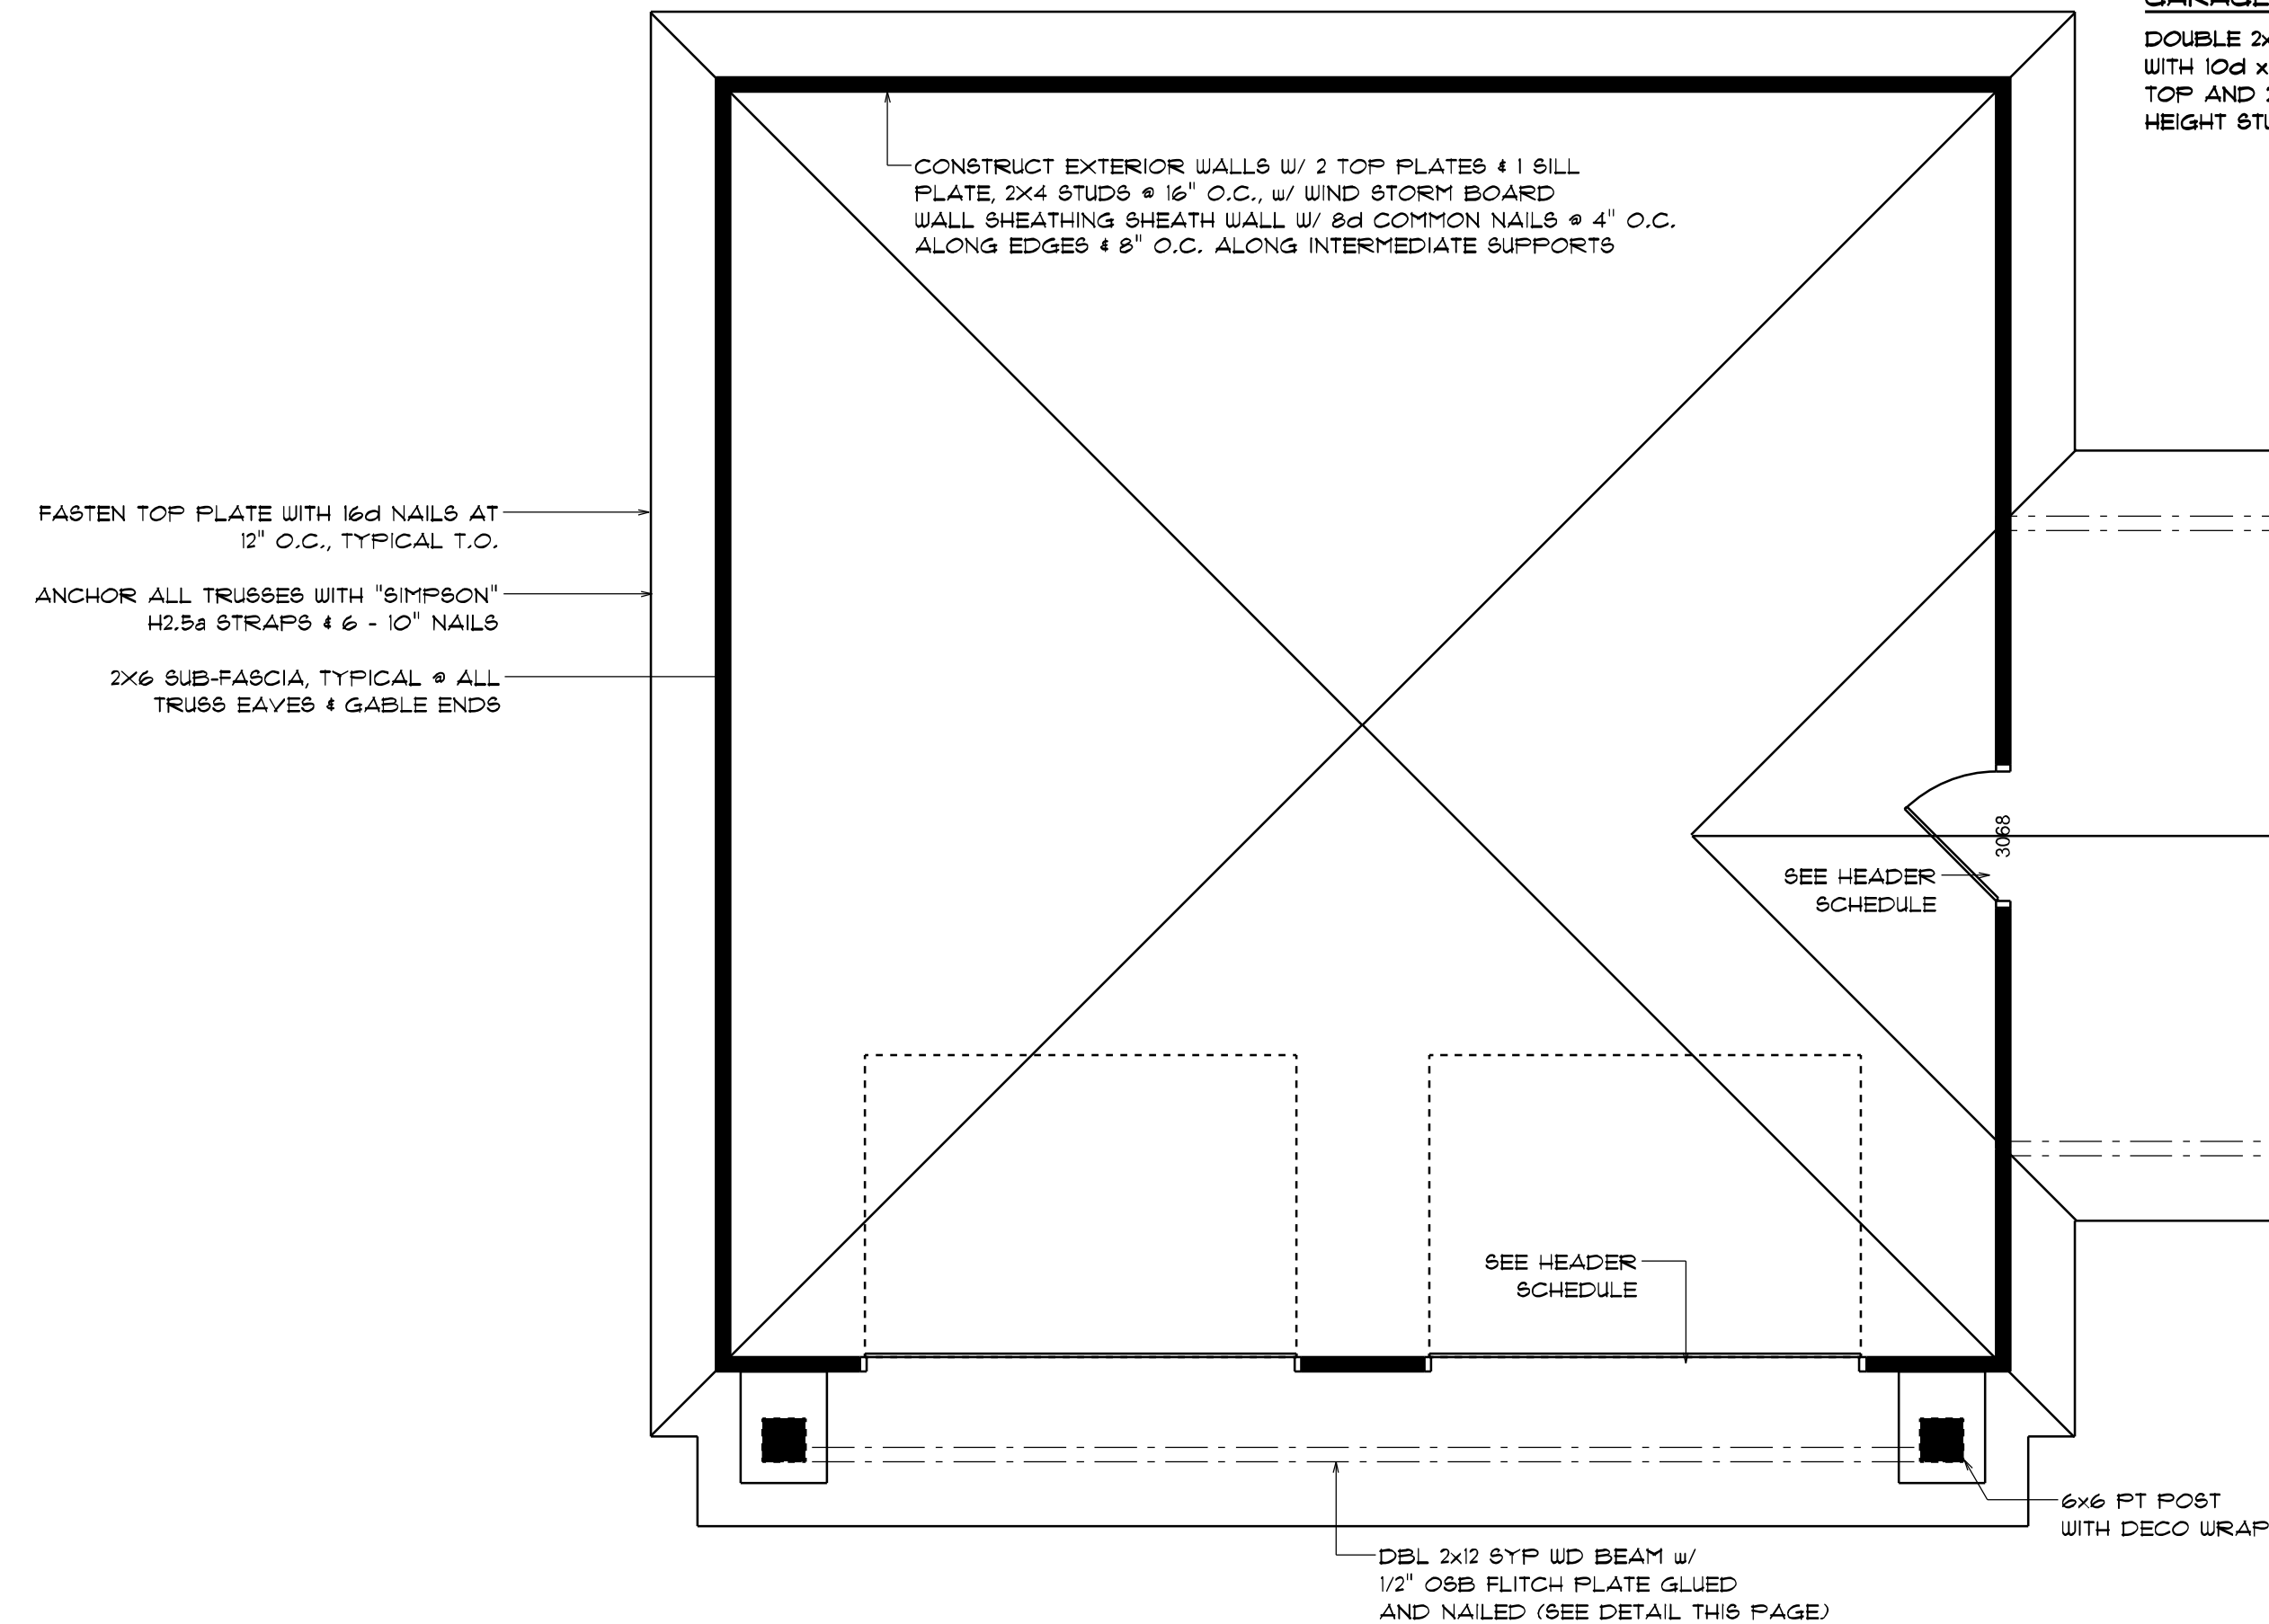 GARAGE
DOUBLE 2x
WITH 10d x
TOP AND 2
HEIGHT STU
CONSTRUCT EXTERIOR WALLS W/ 2 TOP PLATES & 1 SILL
PLATE, 2X4 STUDS @ 16" O.C., w/ WIND STORM BOARD
WALL SHEATHING SHEATH WALL W/ 8d COMMON NAILS @ 4" O.C.
ALONG EDGES & 8" O.C. ALONG INTERMEDIATE SUPPORTS
FASTEN TOP PLATE WITH 16d NAILS AT
12" O.C., TYPICAL T.O.
ANCHOR ALL TRUSSES WITH "SIMPSON"
H2.5a STRAPS & 6 - 10" NAILS
2X6 SUB-FASCIA, TYPICAL @ ALL
TRUSS EAVES & GABLE ENDS
3068
SEE HEADER
SCHEDULE
SEE HEADER
SCHEDULE
6x6 PT POST
WITH DECO WRAP
DBL 2x12 SYP WD BEAM w/
1/2" OSB FLITCH PLATE GLUED
AND NAILED (SEE DETAIL THIS PAGE)